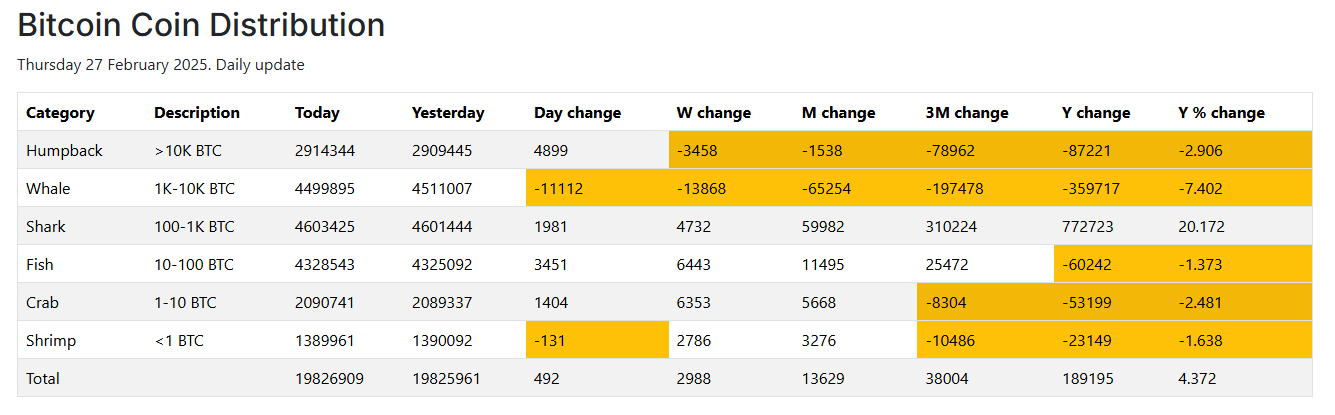 Bitcoin Coin Distribution
Thursday 27 February 2025. Daily update
Category Description Today Yesterday Day change W change M change 3M change Y change Y % change
Humpback >10K BTC 2914344 2909445 4899 -3458 -1538 -78962 -87221 -2.906
Whale 1K-10K BTC 4499895 4511007 -11112 -13868 -65254 -197478 -359717 -7.402
Shark 100-1K BTC 4603425 4601444 1981 4732 59982 310224 772723 20.172
Fish 10-100 BTC 4328543 4325092 3451 6443 11495 25472 -60242 -1.373
Crab 1-10 BTC 2090741 2089337 1404 6353 5668 -8304 -53199 -2.481
Shrimp <1 BTC 1389961 1390092 -131 2786 3276 -10486 -23149 -1.638
Total 19826909 19825961 492 2988 13629 38004 189195 4.372